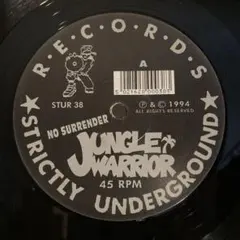 R·E·C·O·R·D·S
A
STUR 38
℗ & © 1994
ALL RIGHTS RESERVED
NO SURRENDER
JUNGLE
WARRIOR
45 RPM
★STRICTLY UNDERGROUND★